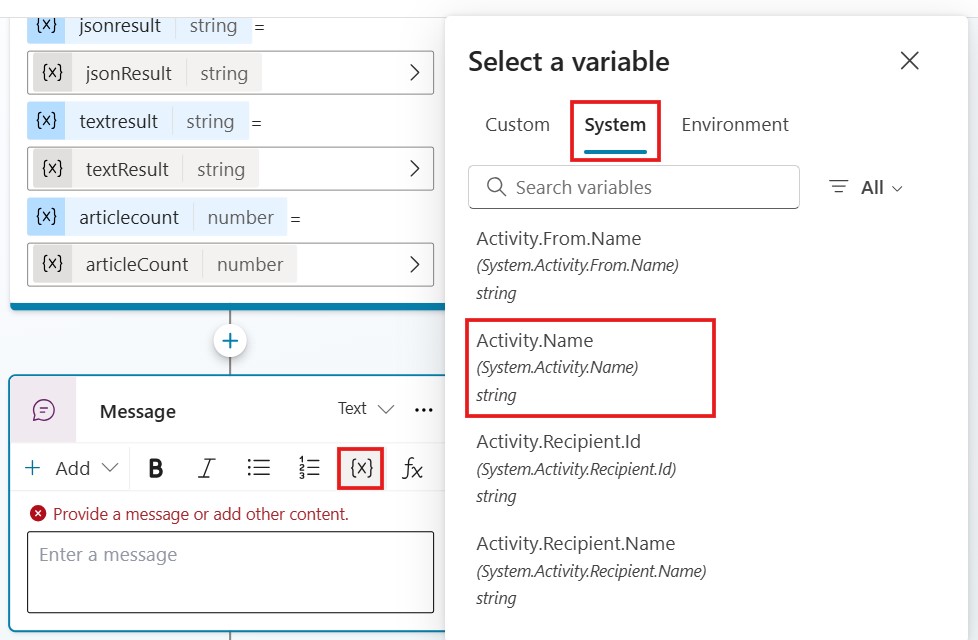 {x} jsonresult string =
{x} jsonResult string
{x} textresult string =
{x} textResult string
{x} articlecount number =
{x} articleCount number
Message Text
Add B I {x} fx
Provide a message or add other content.
Enter a message
Select a variable
Custom System Environment
Search variables All
Activity.From.Name
(System.Activity.From.Name)
string
Activity.Name
(System.Activity.Name)
string
Activity.Recipient.Id
(System.Activity.Recipient.Id)
string
Activity.Recipient.Name
(System.Activity.Recipient.Name)
string